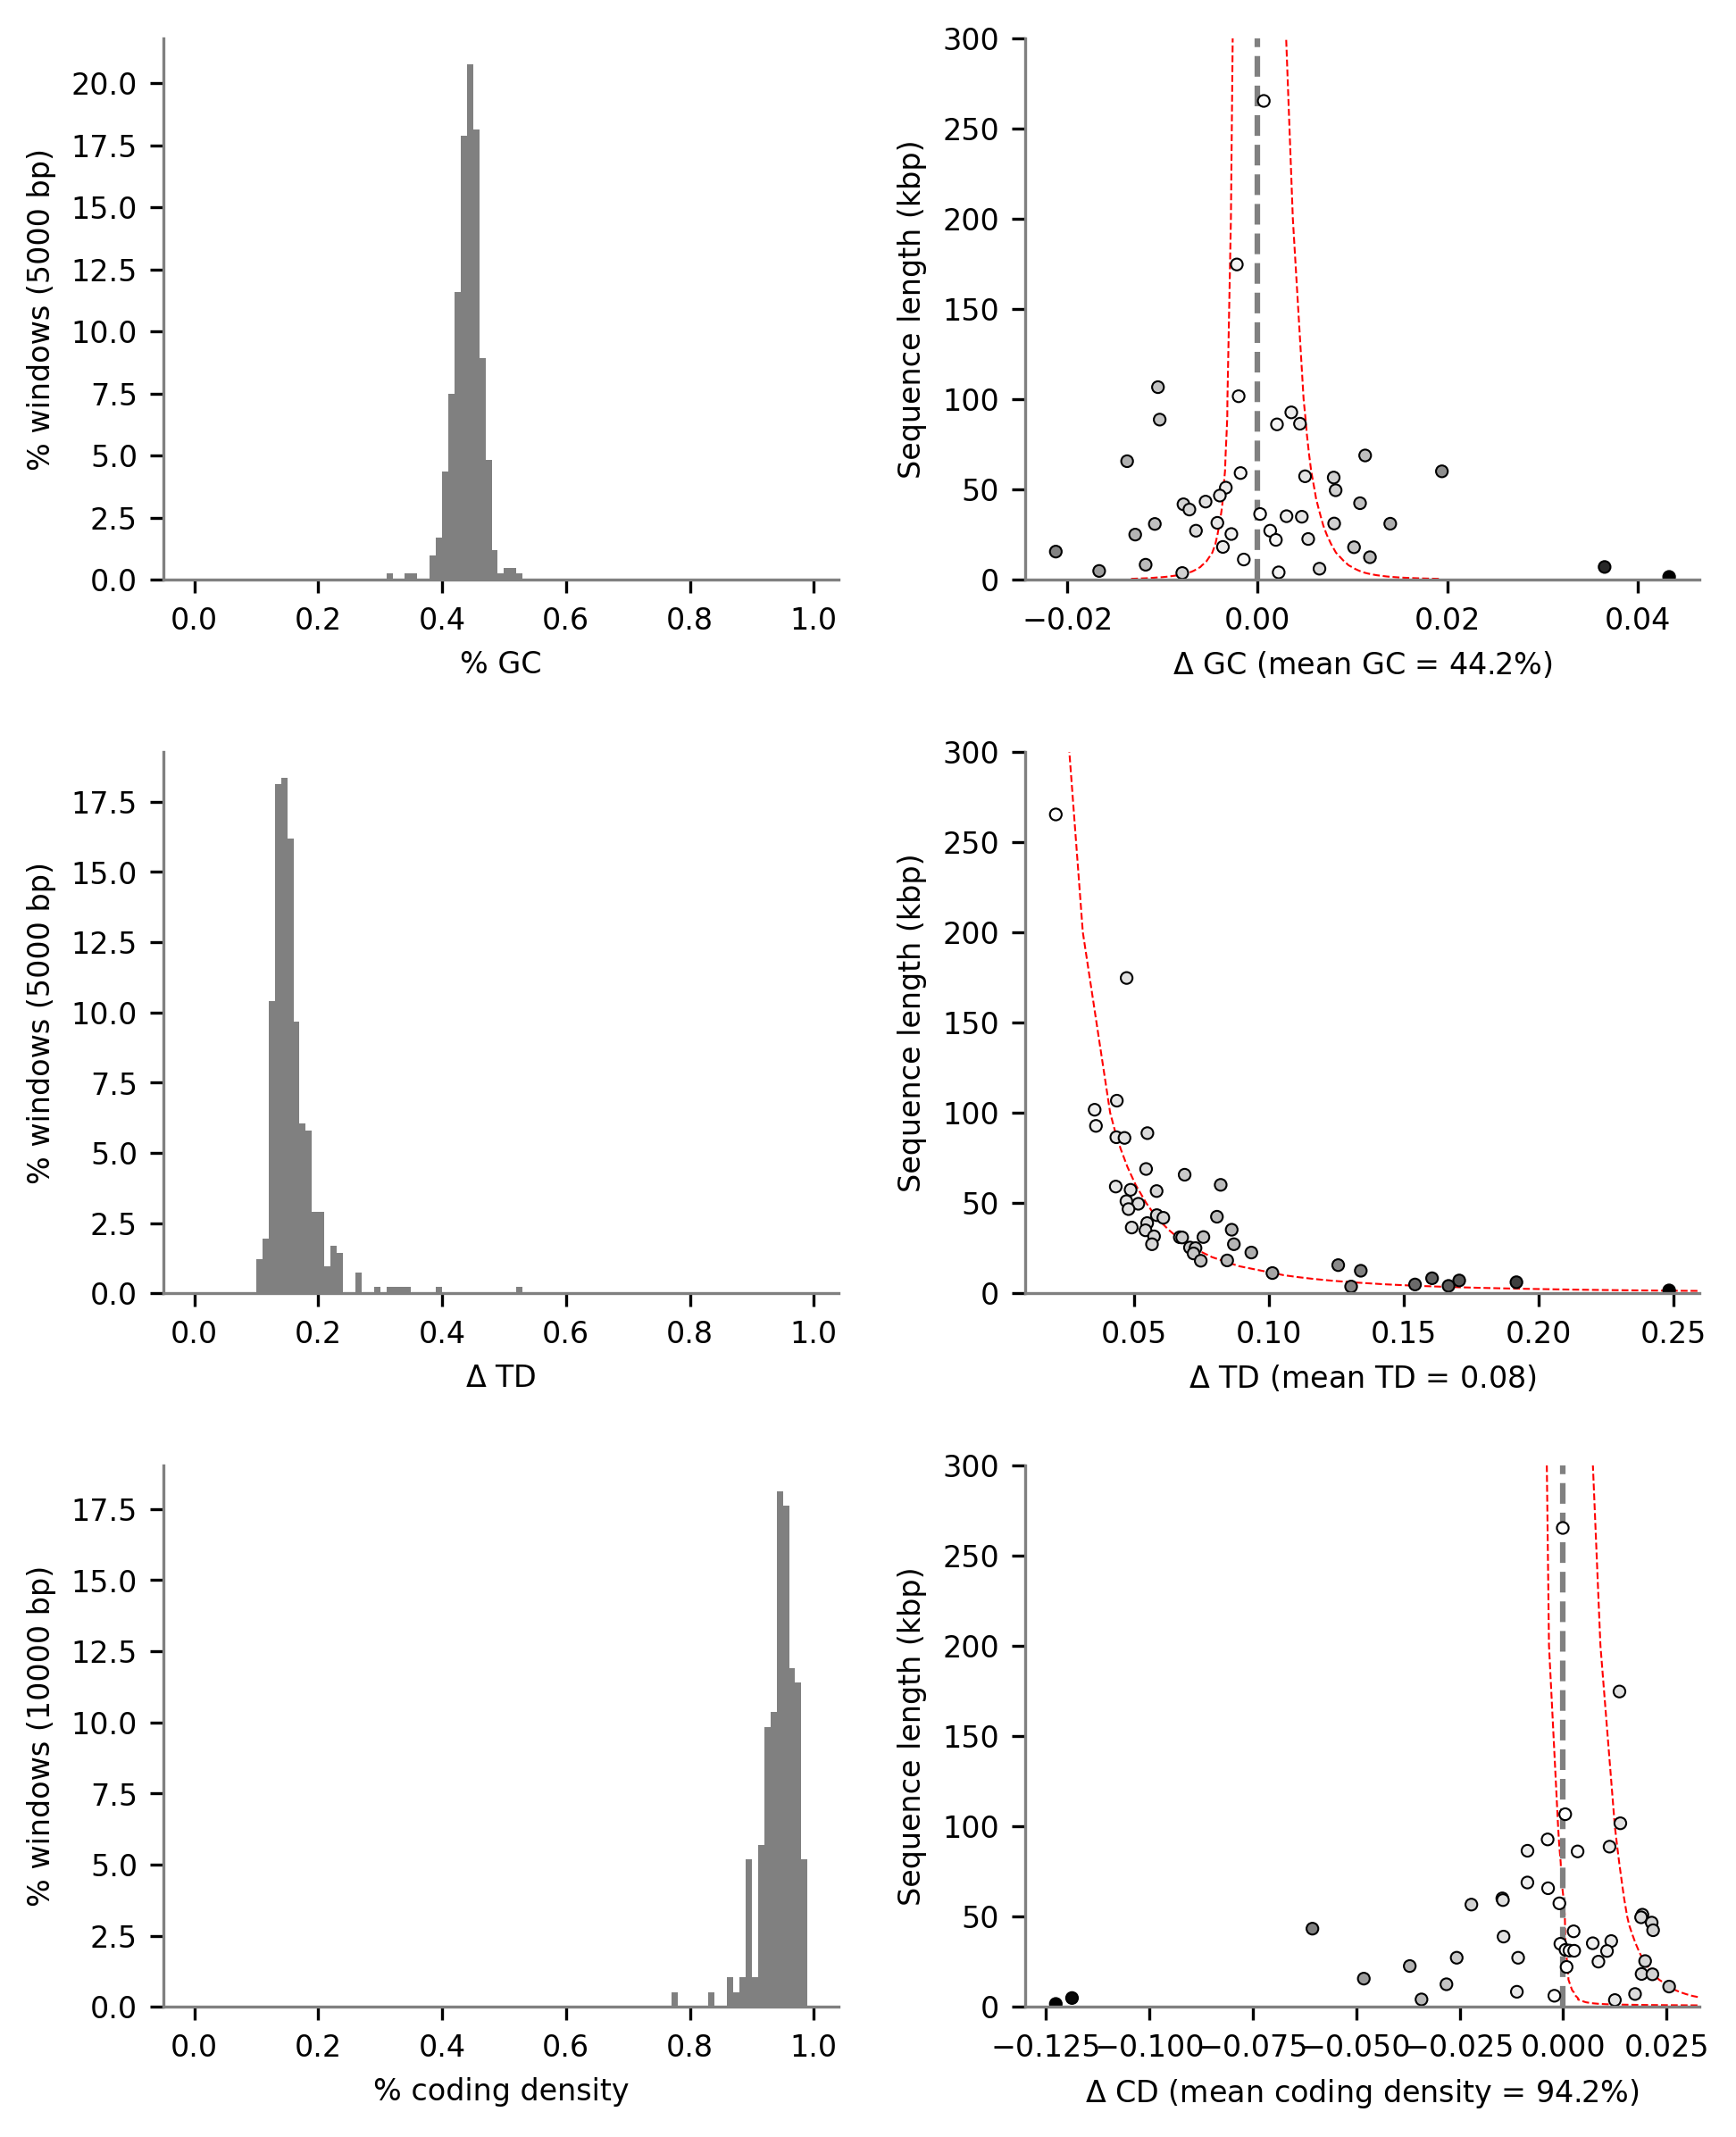 % windows (5000 bp)
20.0
17.5
15.0
12.5
10.0
7.5
5.0
2.5
0.0
0.0 0.2 0.4 0.6 0.8 1.0
% GC
Sequence length (kbp)
300
250
200
150
100
50
0
−0.02 0.00 0.02 0.04
Δ GC (mean GC = 44.2%)
% windows (5000 bp)
17.5
15.0
12.5
10.0
7.5
5.0
2.5
0.0
0.0 0.2 0.4 0.6 0.8 1.0
Δ TD
Sequence length (kbp)
300
250
200
150
100
50
0
0.05 0.10 0.15 0.20 0.25
Δ TD (mean TD = 0.08)
% windows (10000 bp)
17.5
15.0
12.5
10.0
7.5
5.0
2.5
0.0
0.0 0.2 0.4 0.6 0.8 1.0
% coding density
Sequence length (kbp)
300
250
200
150
100
50
0
−0.125 −0.100 −0.075 −0.050 −0.025 0.000 0.025
Δ CD (mean coding density = 94.2%)